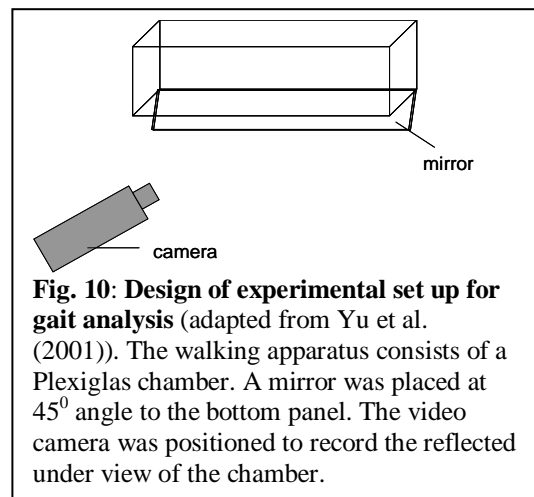 mirror
camera
Fig. 10: Design of experimental set up for
gait analysis (adapted from Yu et al.
(2001)). The walking apparatus consists of a
Plexiglas chamber. A mirror was placed at
45⁰ angle to the bottom panel. The video
camera was positioned to record the reflected
under view of the chamber.